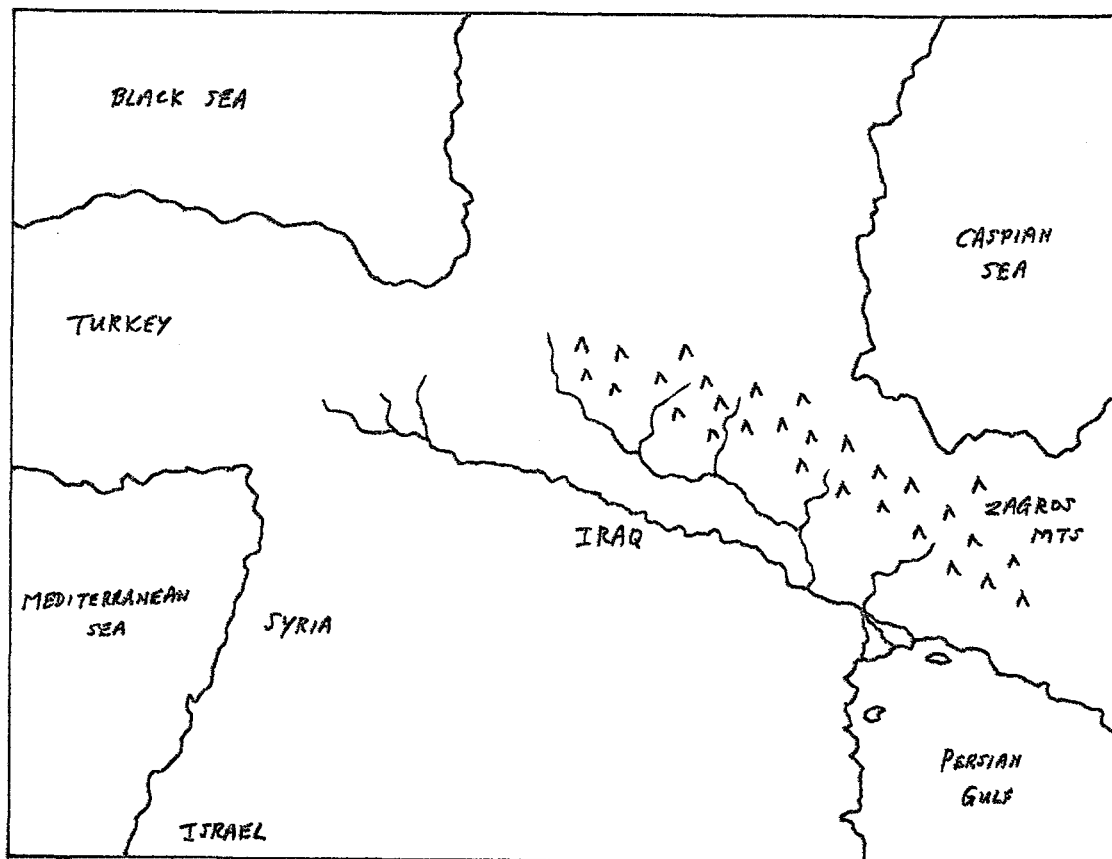 BLACK SEA
CASPIAN
SEA
TURKEY
ZAGROS
MTS
IRAQ
MEDITERRANEAN
SEA
SYRIA
PERSIAN
GULF
ISRAEL